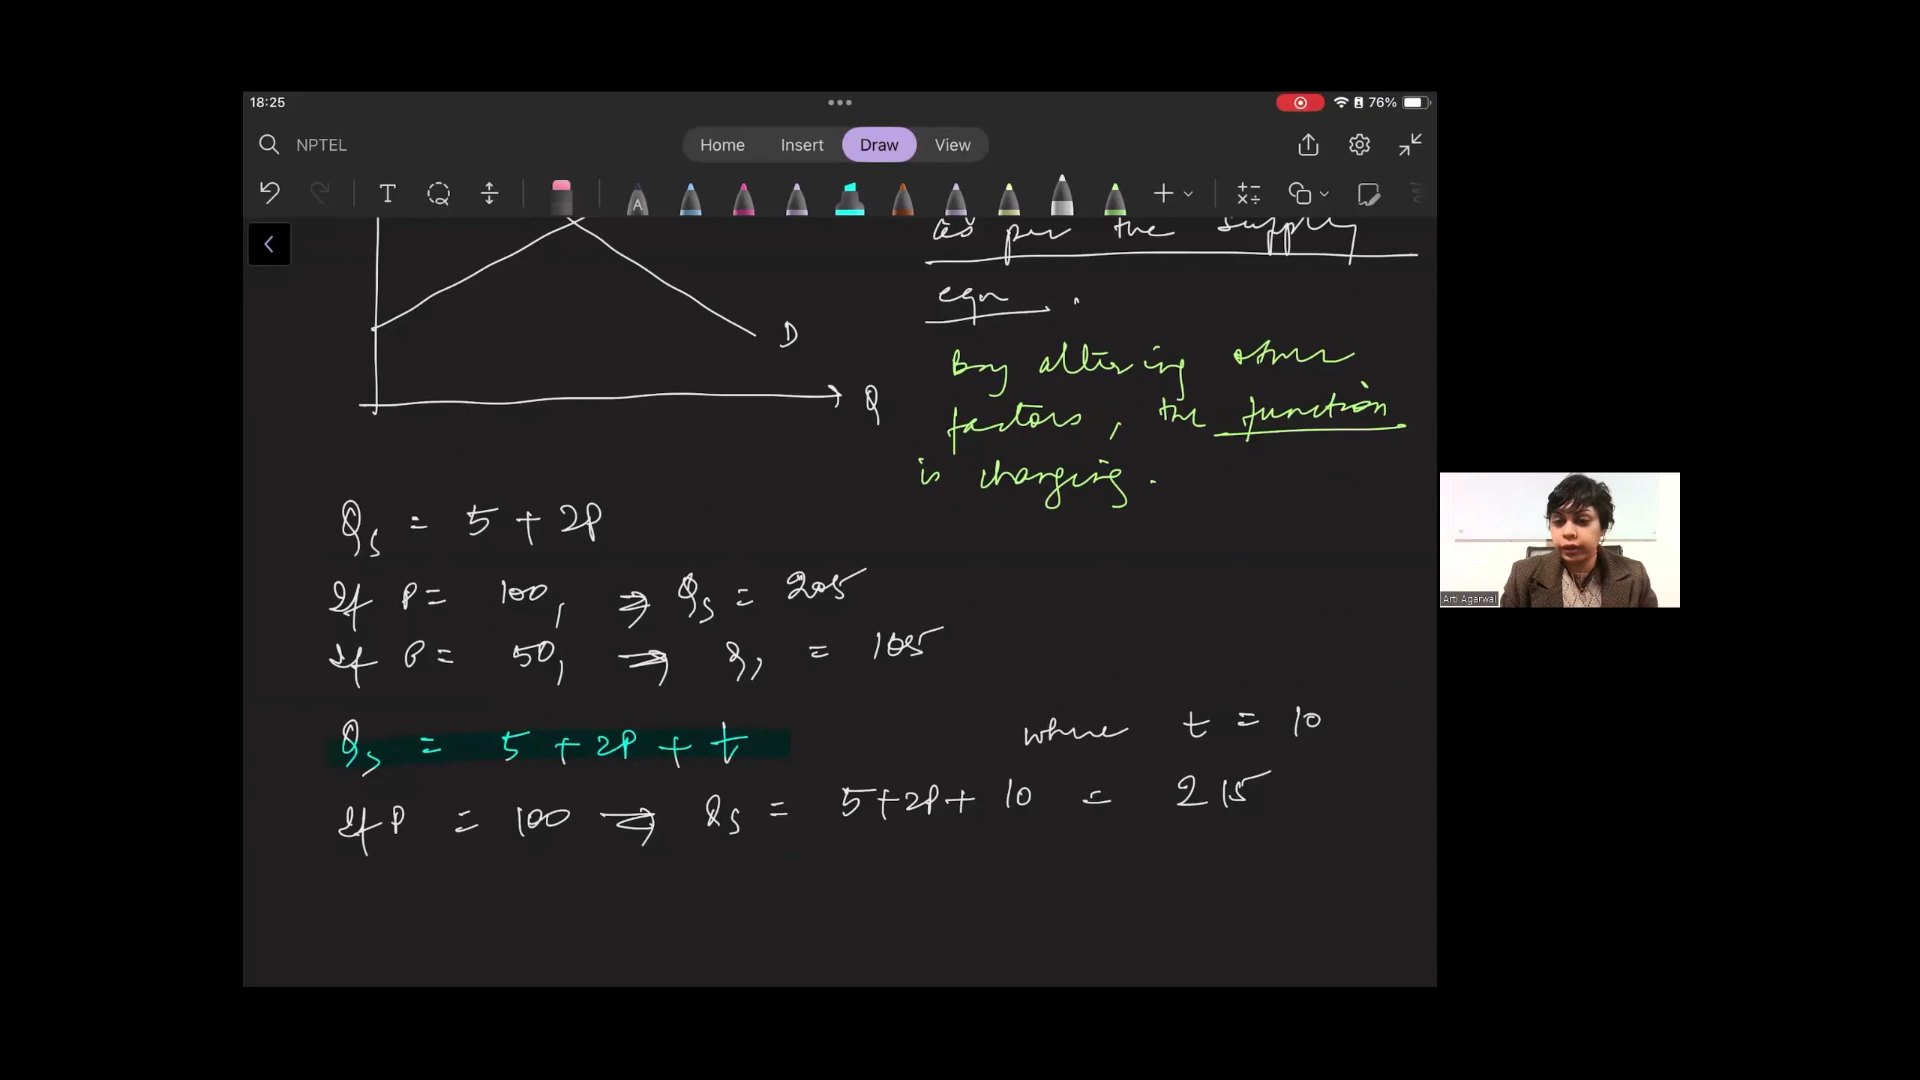 18:25
76%
NPTEL
Home Insert Draw View
T
A
as per the supply
eqn.
D
Q
By altering other
factors, the function
is changing.
Qs = 5 + 2P
If P = 100, ⇒ Qs = 205
If P = 50, ⇒ Qs = 105
Qs = 5 + 2P + t where t = 10
If P = 100 ⇒ Qs = 5+2P+ 10 = 215
Arti Agarwal